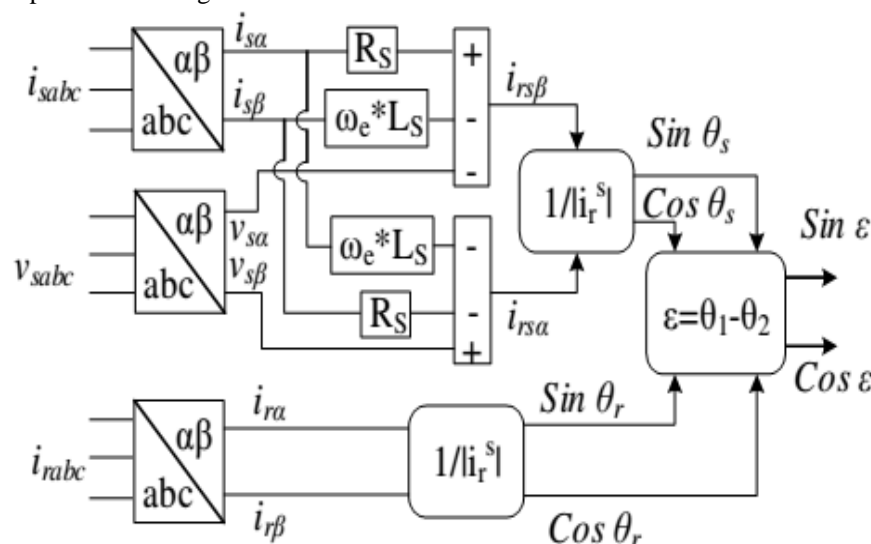 i_sabc
αβ
abc
i_sα
i_sβ
R_S
ω_e*L_S
+
-
-
i_rsβ
v_sabc
αβ
abc
v_sα
v_sβ
ω_e*L_S
R_S
-
-
+
i_rsα
1/|i_r^s|
Sin θ_s
Cos θ_s
ε=θ_1-θ_2
Sin ε
Cos ε
i_rabc
αβ
abc
i_rα
i_rβ
1/|i_r^s|
Sin θ_r
Cos θ_r